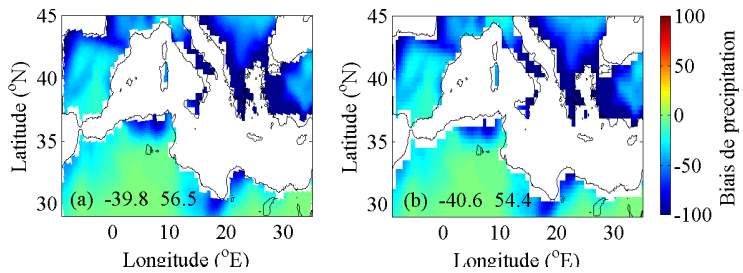 45
40
35
30
Latitude (°N)
(a) -39.8 56.5
0 10 20 30
Longitude (°E)
45
40
35
30
Latitude (°N)
(b) -40.6 54.4
0 10 20 30
Longitude (°E)
100
50
0
-50
-100
Biais de precipitation